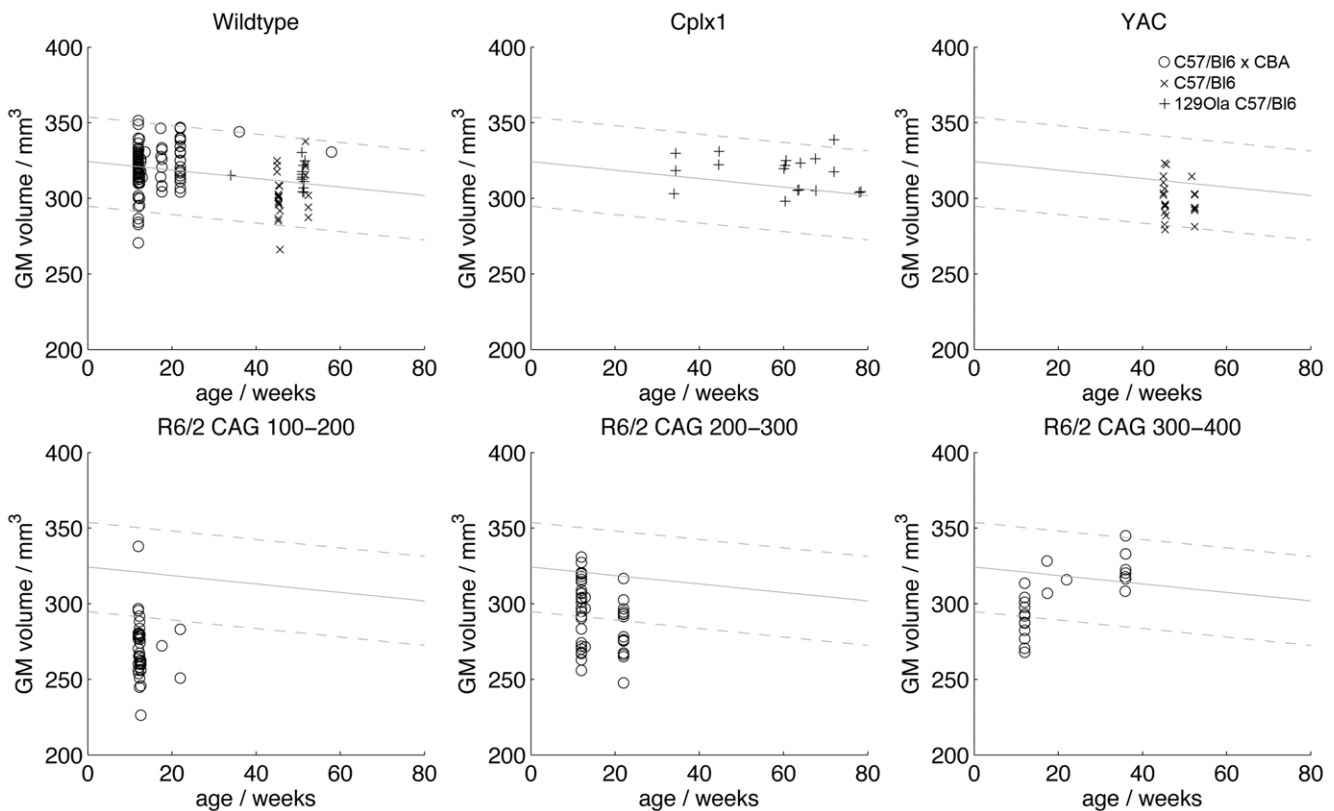 Wildtype
400
350
300
250
200
GM volume / mm³
0 20 40 60 80
age / weeks
Cplx1
400
350
300
250
200
GM volume / mm³
0 20 40 60 80
age / weeks
YAC
C57/Bl6 x CBA
C57/Bl6
129Ola C57/Bl6
400
350
300
250
200
GM volume / mm³
0 20 40 60 80
age / weeks
R6/2 CAG 100–200
400
350
300
250
200
GM volume / mm³
0 20 40 60 80
age / weeks
R6/2 CAG 200–300
400
350
300
250
200
GM volume / mm³
0 20 40 60 80
age / weeks
R6/2 CAG 300–400
400
350
300
250
200
GM volume / mm³
0 20 40 60 80
age / weeks